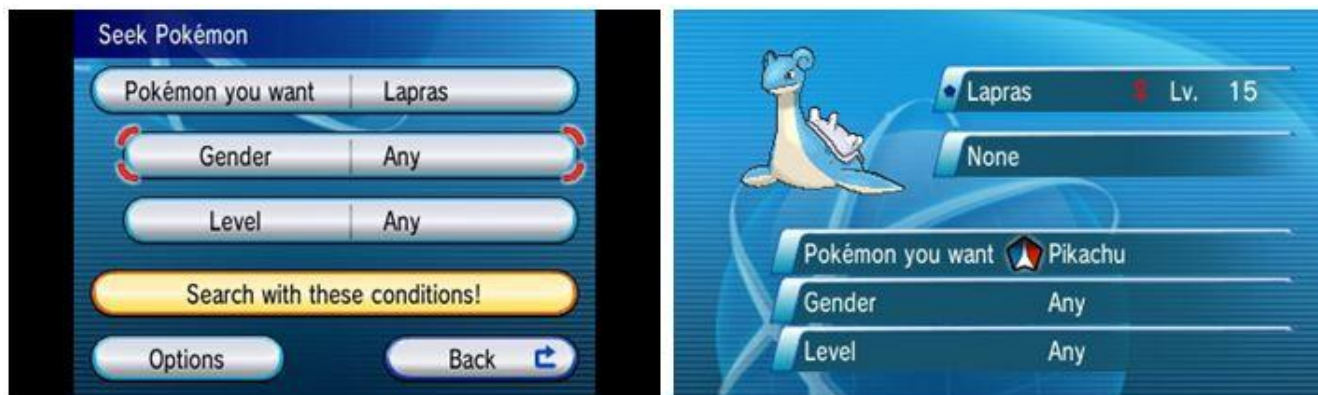 Seek Pokémon
Pokémon you want Lapras
Gender Any
Level Any
Search with these conditions!
Options Back
Lapras Lv. 15
None
Pokémon you want Pikachu
Gender Any
Level Any